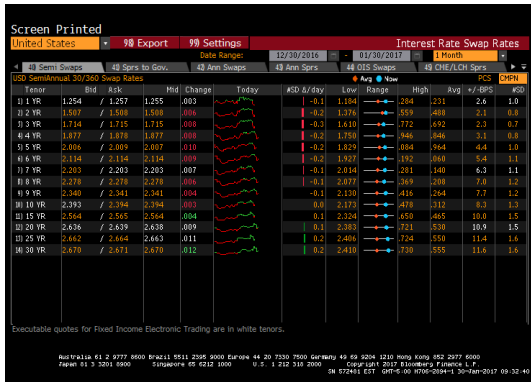 Screen Printed
United States 98) Export 99) Settings Interest Rate Swap Rates
Date Range: 12/30/2016 - 01/30/2017 1 Month
40) Semi Swaps 41) Sprs to Gov. 42) Ann Swaps 43) Ann Sprs 44) OIS Swaps 45) CME/LCH Sprs
USD SemiAnnual 30/360 Swap Rates Avg Now PCS CMPN
Tenor Bid Ask Mid Change Today #SD Δ/day Low Range High Avg +/-BPS #SD
1) 1 YR 1.254 / 1.257 1.255 .003 -0.1 1.184 .284 .231 2.6 1.0
2) 2 YR 1.507 / 1.508 1.508 .006 -0.2 1.376 .559 .488 2.1 0.8
3) 3 YR 1.714 / 1.715 1.715 .008 -0.3 1.610 .772 .692 2.3 0.7
4) 4 YR 1.877 / 1.878 1.878 .008 -0.2 1.750 .946 .846 3.1 0.8
5) 5 YR 2.006 / 2.009 2.007 .010 -0.2 1.829 .084 .964 4.4 1.0
6) 6 YR 2.114 / 2.114 2.114 .009 -0.2 1.927 .192 .060 5.4 1.1
7) 7 YR 2.203 / 2.203 2.203 .007 -0.1 2.014 .281 .140 6.3 1.1
8) 8 YR 2.278 / 2.278 2.278 .006 -0.1 2.077 .369 .208 7.0 1.2
9) 9 YR 2.340 / 2.341 2.341 .004 -0.1 2.130 .416 .264 7.7 1.2
10) 10 YR 2.393 / 2.394 2.394 .003 0.0 2.173 .478 .312 8.3 1.3
11) 15 YR 2.564 / 2.565 2.564 .004 0.1 2.324 .650 .465 10.0 1.5
12) 20 YR 2.636 / 2.639 2.638 .009 0.1 2.383 .721 .530 10.9 1.5
13) 25 YR 2.662 / 2.664 2.663 .011 0.2 2.406 .724 .550 11.4 1.6
14) 30 YR 2.670 / 2.671 2.670 .012 0.2 2.410 .730 .555 11.6 1.6
Executable quotes for Fixed Income Electronic Trading are in white tenors.
Australia 61 2 9777 8600 Brazil 5511 2395 9000 Europe 44 20 7330 7500 Germany 49 69 9204 1210 Hong Kong 852 2977 6000
Japan 81 3 3201 8900 Singapore 65 6212 1000 U.S. 1 212 318 2000 Copyright 2017 Bloomberg Finance L.P.
SN 572481 EST GMT-5:00 H706-2894-1 30-Jan-2017 09:32:40